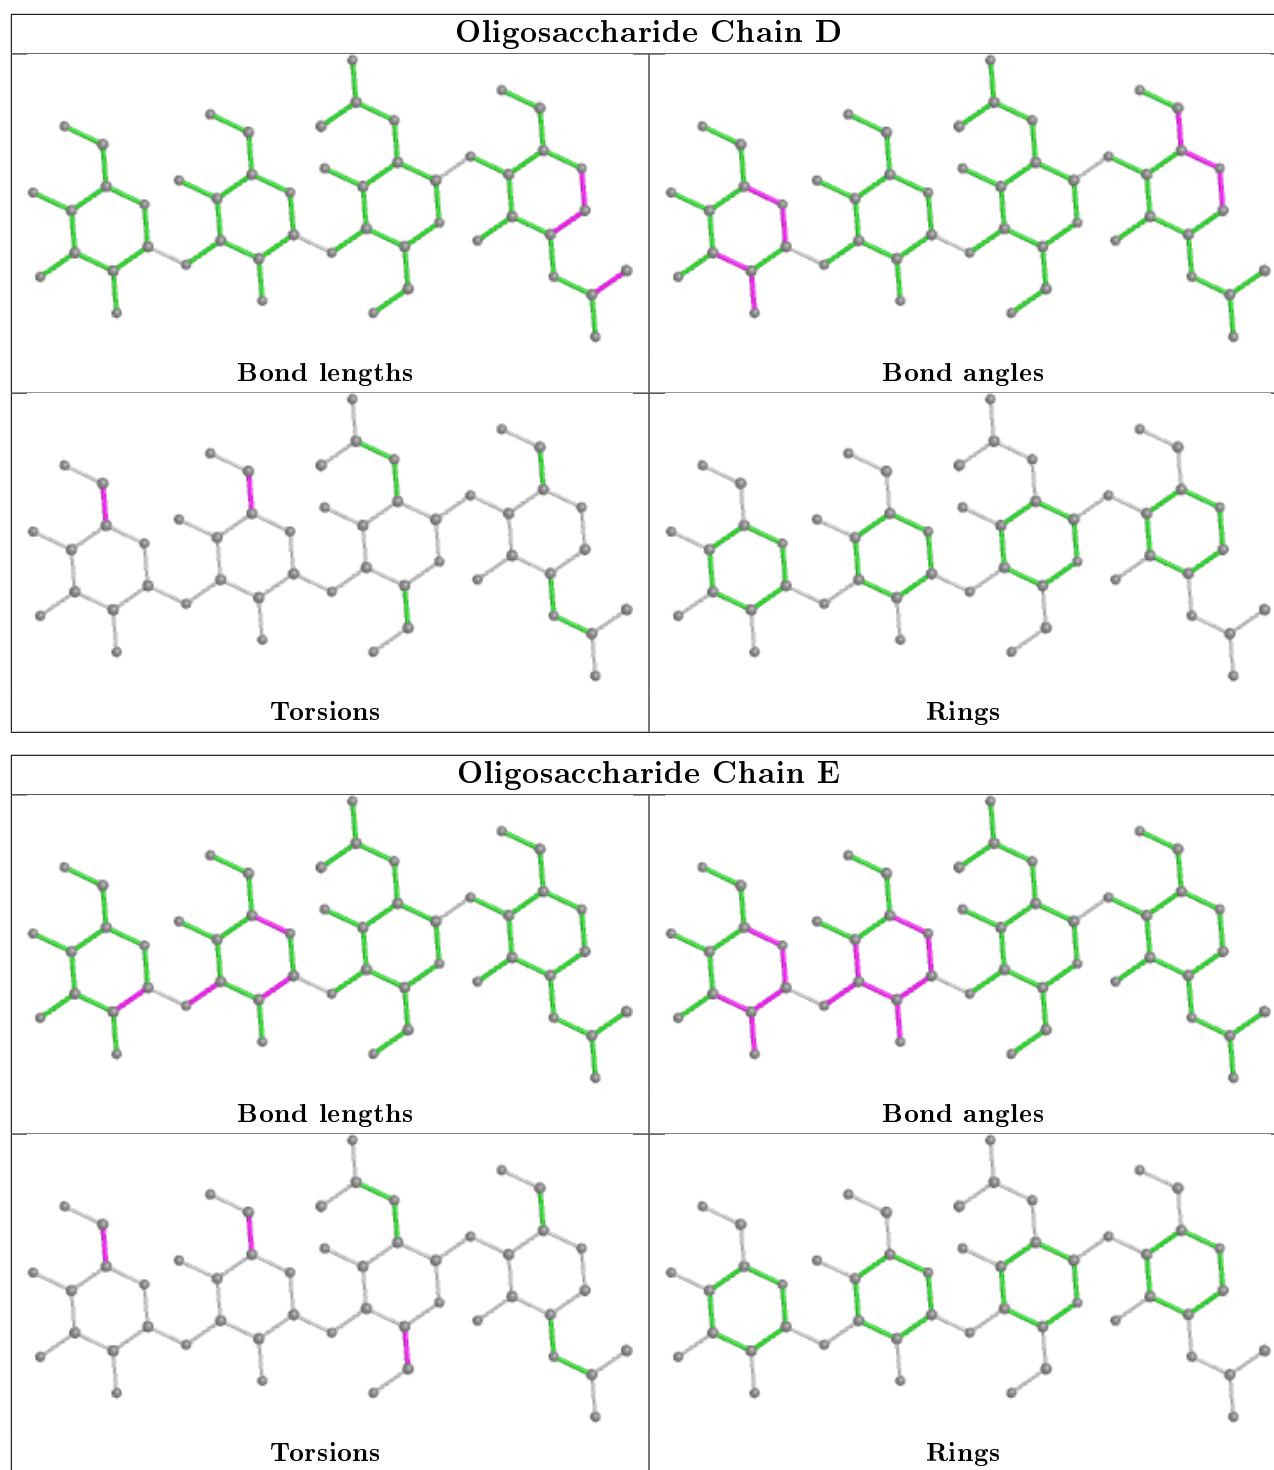 Oligosaccharide Chain D
Bond lengths
Bond angles
Torsions
Rings
Oligosaccharide Chain E
Bond lengths
Bond angles
Torsions
Rings